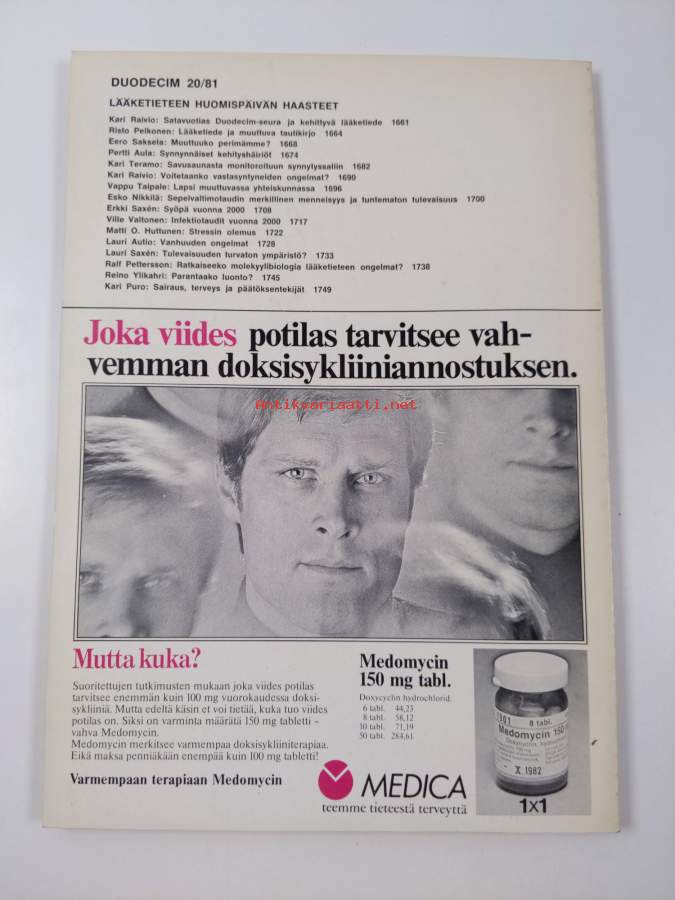 DUODECIM 20/81
LÄÄKETIETEEN HUOMISPÄIVÄN HAASTEET
Kari Raivio: Satavuotias Duodecim-seura ja kehittyvä lääketiede 1661
Risto Pelkonen: Lääketiede ja muuttuva tautikirjo 1664
Eero Saksela: Muuttuuko perimämme? 1668
Pertti Aula: Synnynnäiset kehityshäiriöt 1674
Kari Teramo: Savusaunasta monitoroituun synnytyssaliin 1682
Kari Raivio: Voitetaanko vastasyntyneiden ongelmat? 1690
Vappu Taipale: Lapsi muuttuvassa yhteiskunnassa 1696
Esko Nikkilä: Sepelvaltimotaudin merkillinen menneisyys ja tuntematon tulevaisuus 1700
Erkki Saxén: Syöpä vuonna 2000 1708
Ville Valtonen: Infektiotaudit vuonna 2000 1717
Matti O. Huttunen: Stressin olemus 1722
Lauri Autio: Vanhuuden ongelmat 1728
Lauri Saxén: Tulevaisuuden turvaton ympäristö? 1733
Ralf Pettersson: Ratkaiseeko molekyylibiologia lääketieteen ongelmat? 1738
Reino Ylikahri: Parantaako luonto? 1745
Kari Puro: Sairaus, terveys ja päätöksentekijät 1749
Joka viides potilas tarvitsee vah-
vemman doksisykliiniannostuksen.
Antikvariaatti.net
Mutta kuka?
Suoritettujen tutkimusten mukaan joka viides potilas
tarvitsee enemmän kuin 100 mg vuorokaudessa doksi-
sykliiniä. Mutta edeltä käsin et voi tietää, kuka tuo viides
potilas on. Siksi on varminta määrätä 150 mg tabletti –
vahva Medomycin.
Medomycin merkitsee varmempaa doksisykliiniterapiaa.
Eikä maksa penniäkään enempää kuin 100 mg tabletti!
Varmempaan terapiaan Medomycin
Medomycin
150 mg tabl.
Doxycyclin hydrochlorid.
6 tabl. 44,23
8 tabl. 58,12
10 tabl. 71,19
50 tabl. 284,61
MEDICA
teemme tieteestä terveyttä
8 tabl.
Medomycin 150
X.1982
1x1